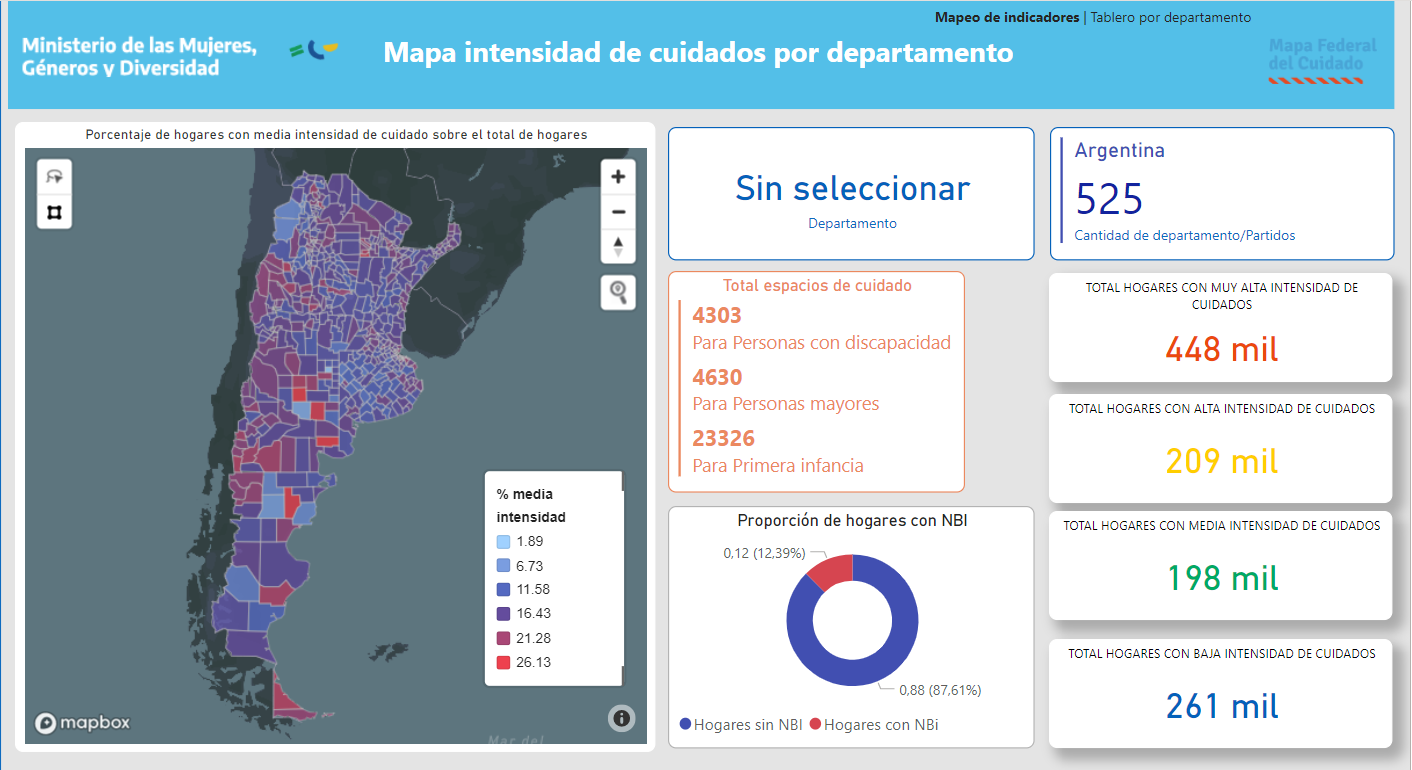 Mapeo de indicadores | Tablero por departamento
Ministerio de las Mujeres,
Géneros y Diversidad
Mapa intensidad de cuidados por departamento
Mapa Federal
del Cuidado
Porcentaje de hogares con media intensidad de cuidado sobre el total de hogares
% media
intensidad
1.89
6.73
11.58
16.43
21.28
26.13
mapbox
Mar del
Sin seleccionar
Departamento
Argentina
525
Cantidad de departamento/Partidos
Total espacios de cuidado
4303
Para Personas con discapacidad
4630
Para Personas mayores
23326
Para Primera infancia
Proporción de hogares con NBI
0,12 (12,39%)
0,88 (87,61%)
Hogares sin NBI
Hogares con NBi
TOTAL HOGARES CON MUY ALTA INTENSIDAD DE
CUIDADOS
448 mil
TOTAL HOGARES CON ALTA INTENSIDAD DE CUIDADOS
209 mil
TOTAL HOGARES CON MEDIA INTENSIDAD DE CUIDADOS
198 mil
TOTAL HOGARES CON BAJA INTENSIDAD DE CUIDADOS
261 mil